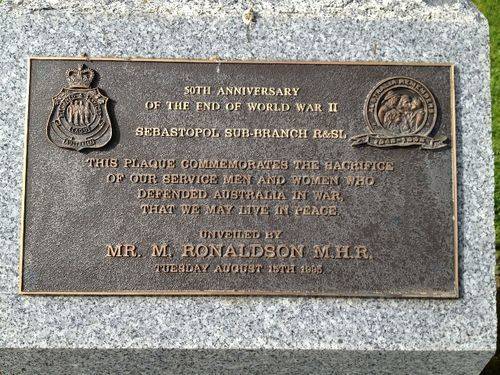 50TH ANNIVERSARY
OF THE END OF WORLD WAR II
SEBASTOPOL SUB-BRANCH R&SL
THIS PLAQUE COMMEMORATES THE SACRIFICE
OF OUR SERVICE MEN AND WOMEN WHO
DEFENDED AUSTRALIA IN WAR,
THAT WE MAY LIVE IN PEACE.
UNVEILED BY
MR. M. RONALDSON M.H.R.
TUESDAY AUGUST 15TH 1995